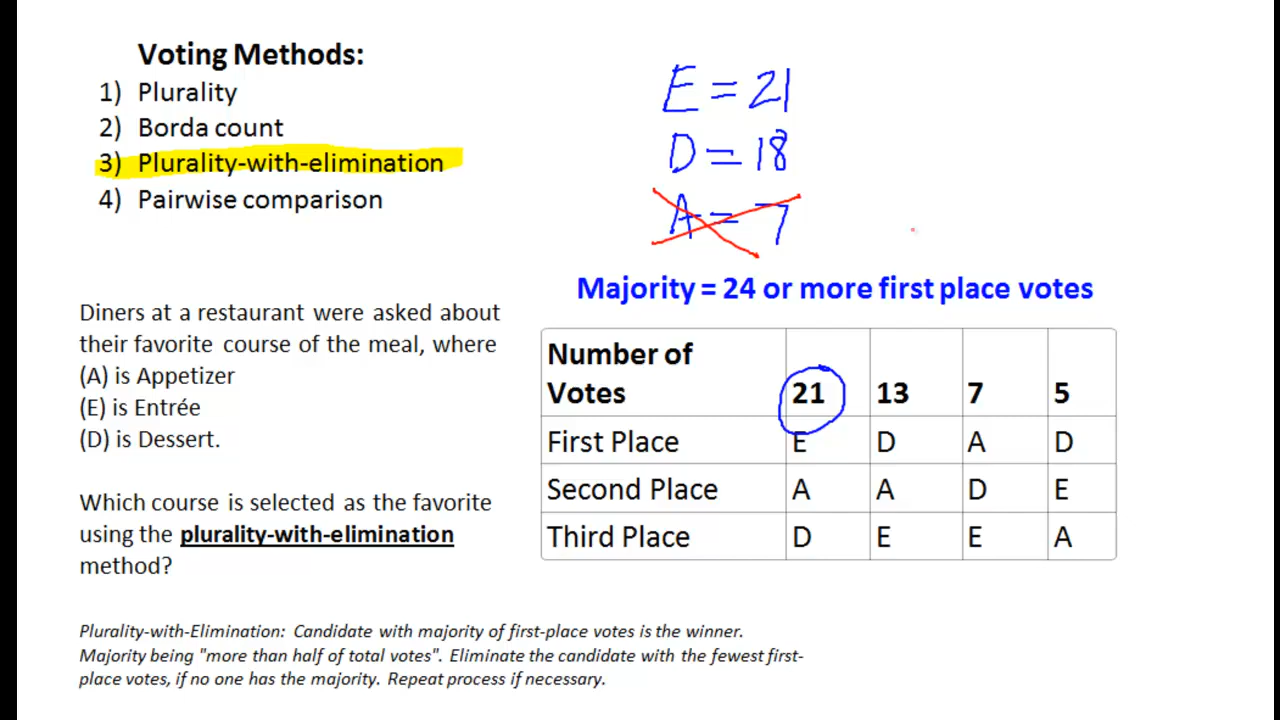 Voting Methods:
1) Plurality
2) Borda count
3) Plurality-with-elimination
4) Pairwise comparison
E = 21
D = 18
A = 7
Majority = 24 or more first place votes
Diners at a restaurant were asked about
their favorite course of the meal, where
(A) is Appetizer
(E) is Entrée
(D) is Dessert.
Which course is selected as the favorite
using the plurality-with-elimination
method?
Number of
Votes 21 13 7 5
First Place E D A D
Second Place A A D E
Third Place D E E A
Plurality-with-Elimination: Candidate with majority of first-place votes is the winner.
Majority being "more than half of total votes". Eliminate the candidate with the fewest first-
place votes, if no one has the majority. Repeat process if necessary.